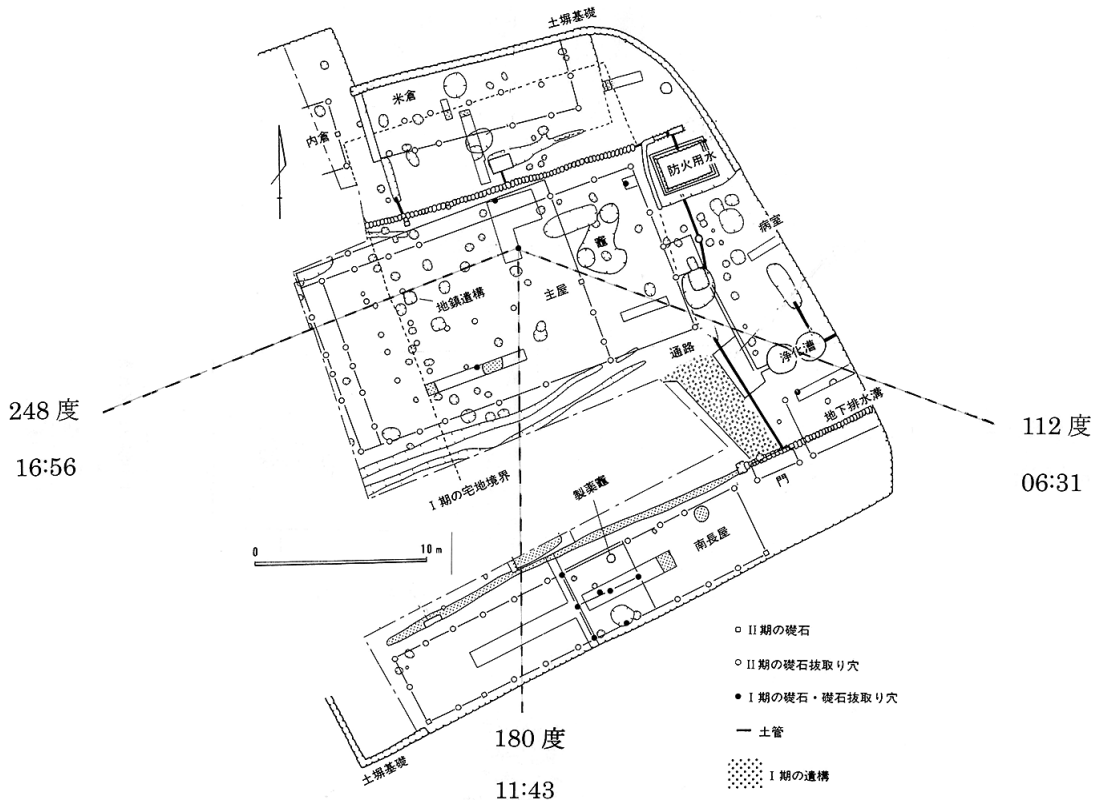 土塀基礎
米倉
内倉
防火用水
病室
竈
主屋
地鎮遺構
通路
浄化漕
地下排水溝
248 度
16:56
112 度
06:31
I 期の宅地境界
門
製薬竈
南長屋
0 10 m
180 度
11:43
土塀基礎
II 期の礎石
II 期の礎石抜取り穴
I 期の礎石・礎石抜取り穴
土管
I 期の遺構